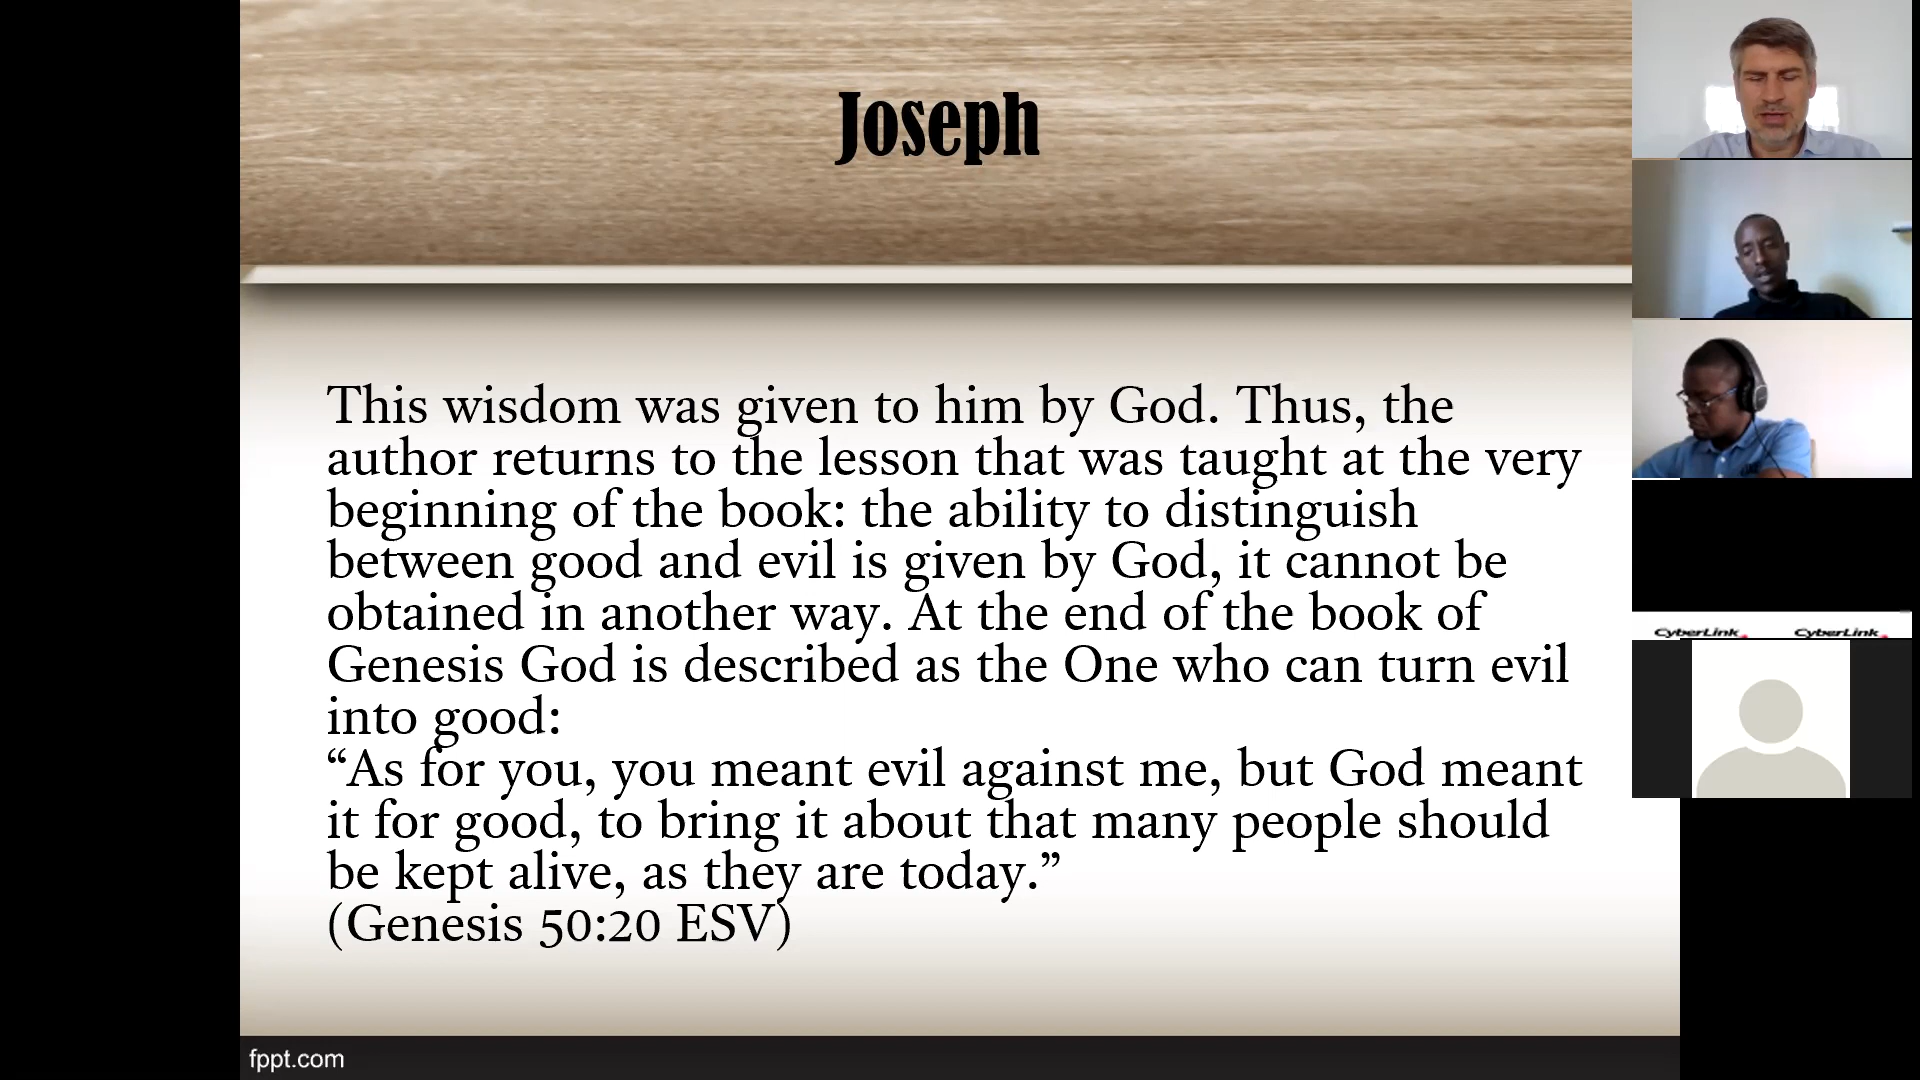 Joseph
This wisdom was given to him by God. Thus, the
author returns to the lesson that was taught at the very
beginning of the book: the ability to distinguish
between good and evil is given by God, it cannot be
obtained in another way. At the end of the book of
Genesis God is described as the One who can turn evil
into good:
“As for you, you meant evil against me, but God meant
it for good, to bring it about that many people should
be kept alive, as they are today.”
(Genesis 50:20 ESV)
CyberLink CyberLink
fppt.com